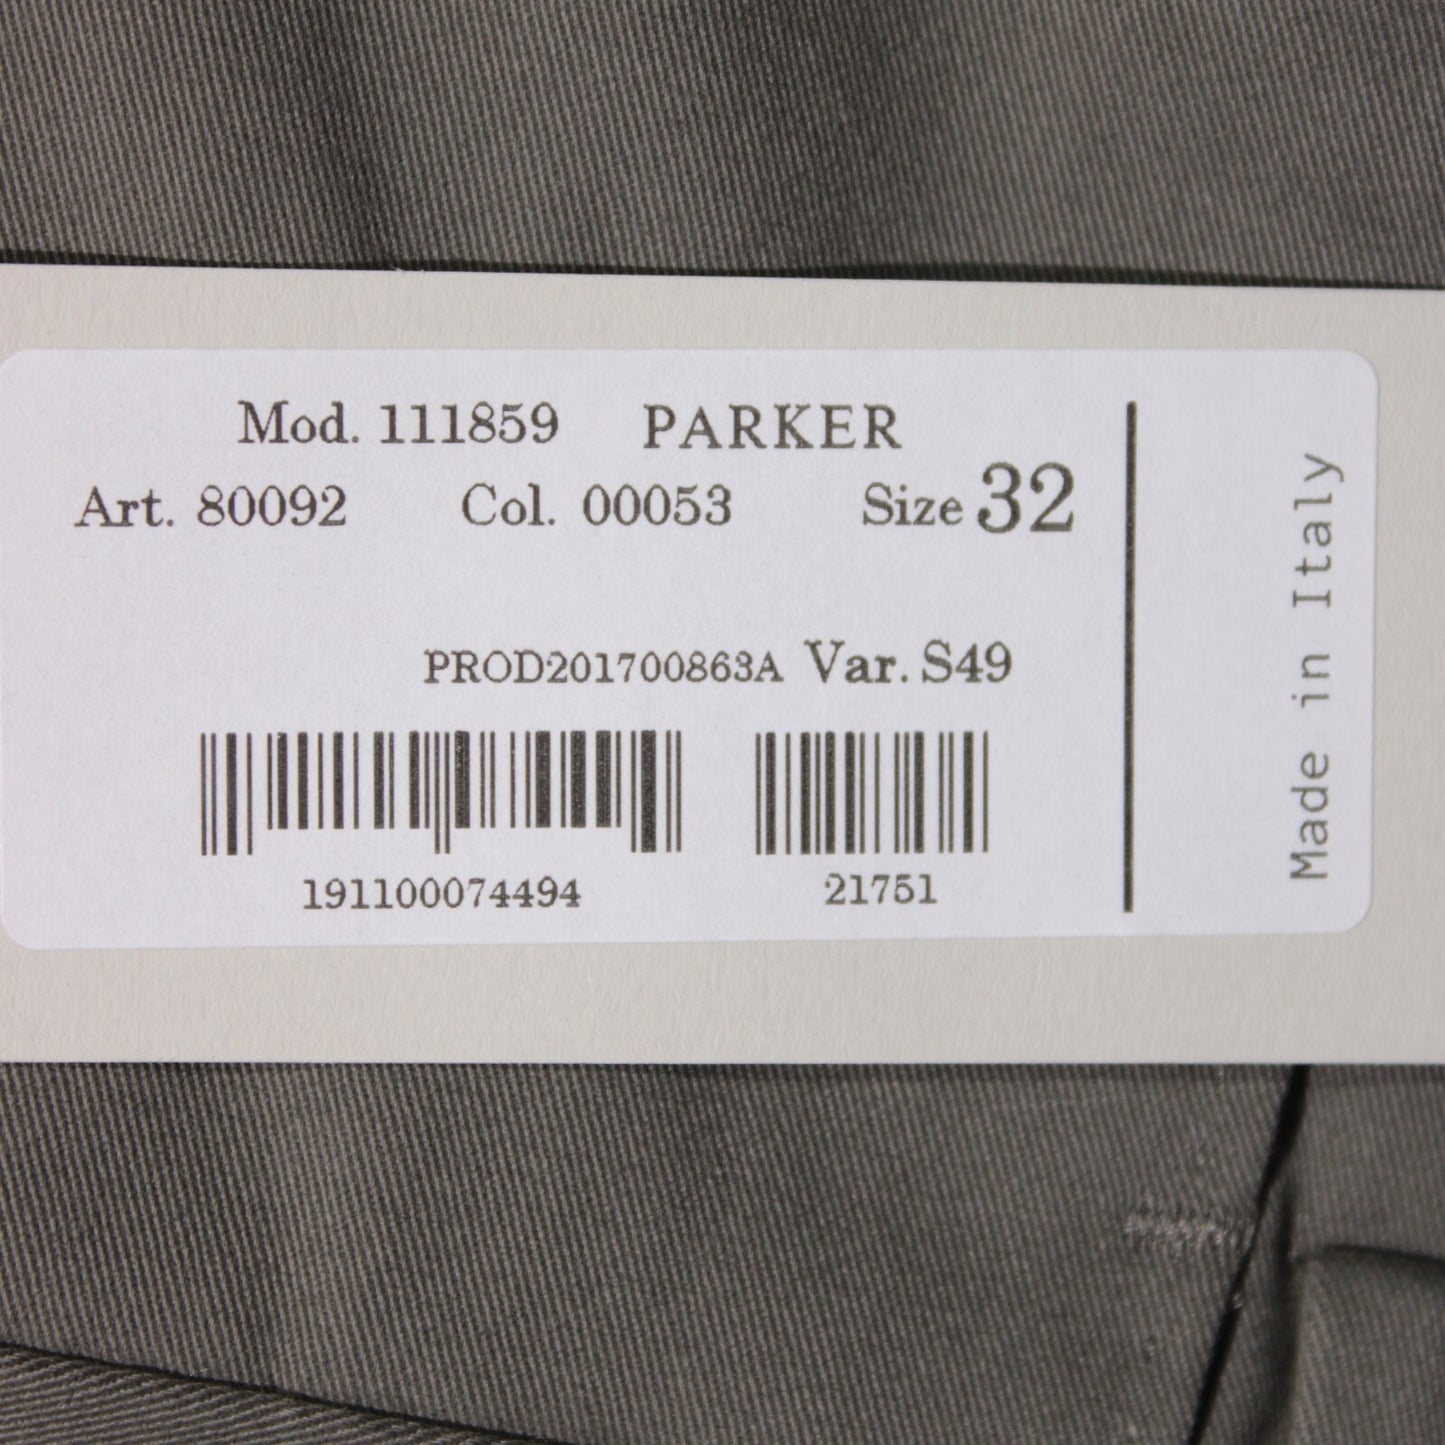 Mod. 111859 PARKER
Art. 80092 Col. 00053 Size 32
PROD201700863A Var. S49
191100074494 21751
Made in Italy